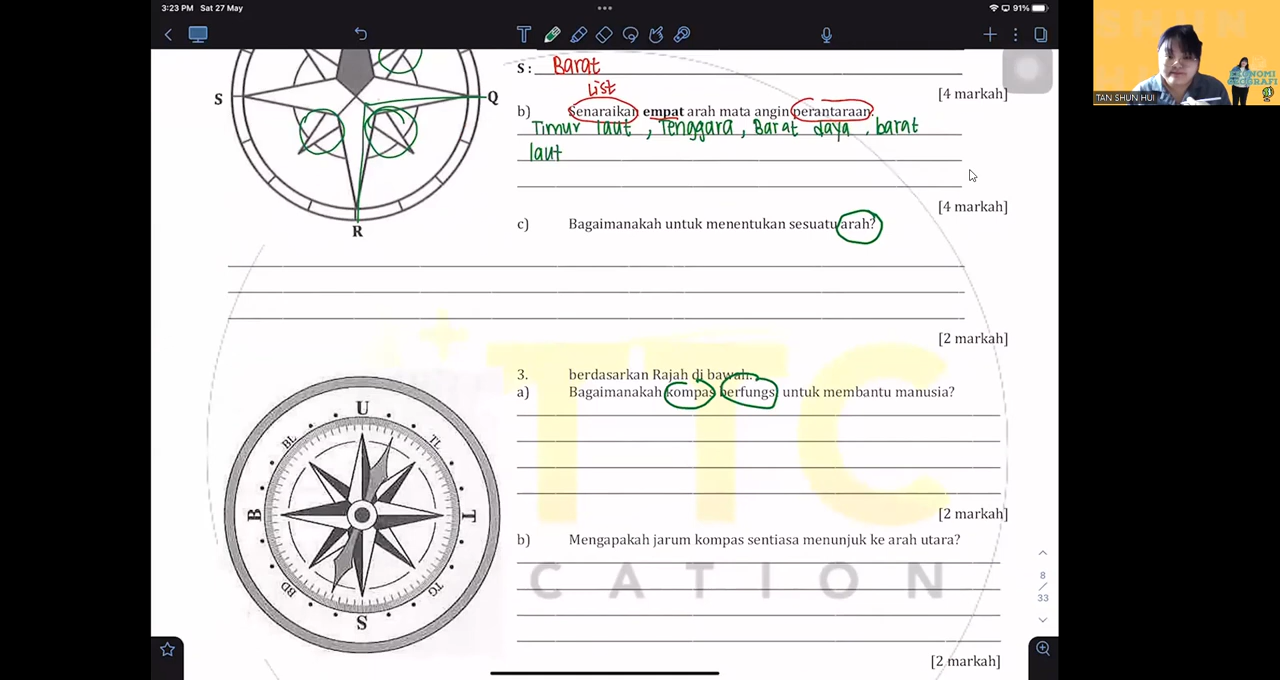 3:23 PM Sat 27 May
91%
TAN SHUN HUI
EKONOMI
GEOGRAFI
S : Barat
[4 markah]
List
b) Senaraikan empat arah mata angin perantaraan.
Timur laut , Tenggara , Barat daya , barat
laut
[4 markah]
S
Q
R
c) Bagaimanakah untuk menentukan sesuatu arah?
[2 markah]
3. berdasarkan Rajah di bawah.
a) Bagaimanakah kompas berfungsi untuk membantu manusia?
[2 markah]
b) Mengapakah jarum kompas sentiasa menunjuk ke arah utara?
[2 markah]
U
BL
TL
B
T
BD
TG
S
TTC
CATION
8
/
33